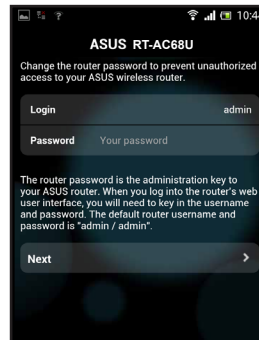 10:4
ASUS RT-AC68U
Change the router password to prevent unauthorized
access to your ASUS wireless router.
Login admin
Password Your password
The router password is the administration key to
your ASUS router. When you log into the router's web
user interface, you will need to key in the username
and password. The default router username and
password is "admin / admin".
Next